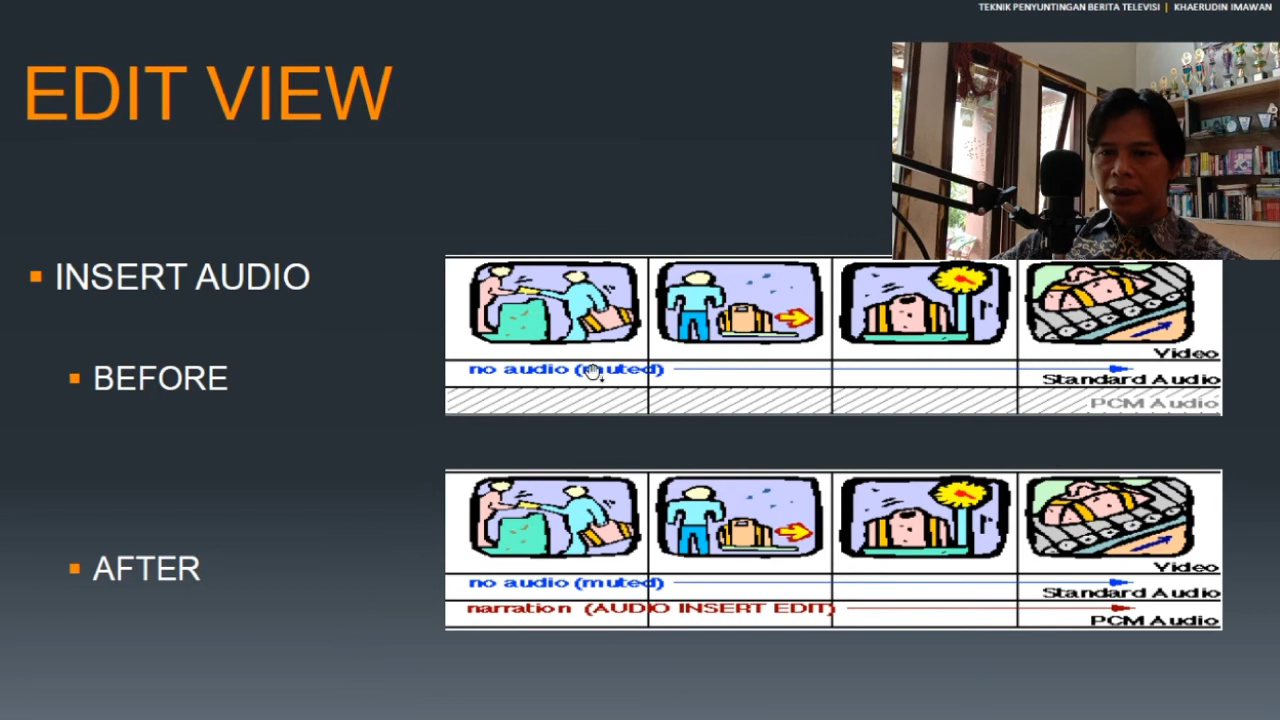 TEKNIK PENYUNTINGAN BERITA TELEVISI | KHAERUDIN IMAWAN
EDIT VIEW
INSERT AUDIO
BEFORE
Video
no audio (muted)
Standard Audio
PCM Audio
AFTER
Video
no audio (muted)
Standard Audio
narration (AUDIO INSERT EDIT)
PCM Audio